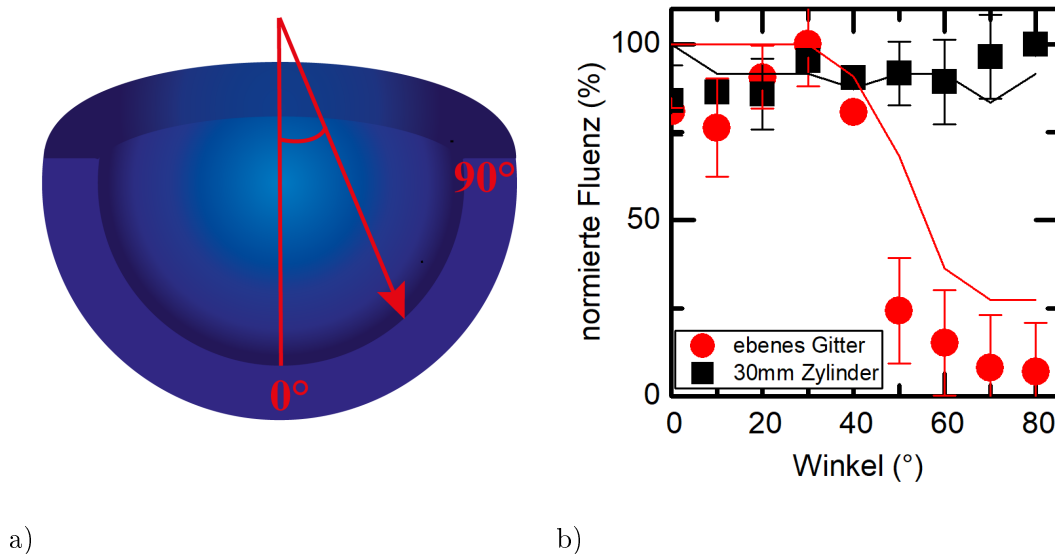 90°
0°
a)
normierte Fluenz (%)
100
50
0
ebenes Gitter
30mm Zylinder
0 20 40 60 80
Winkel (°)
b)